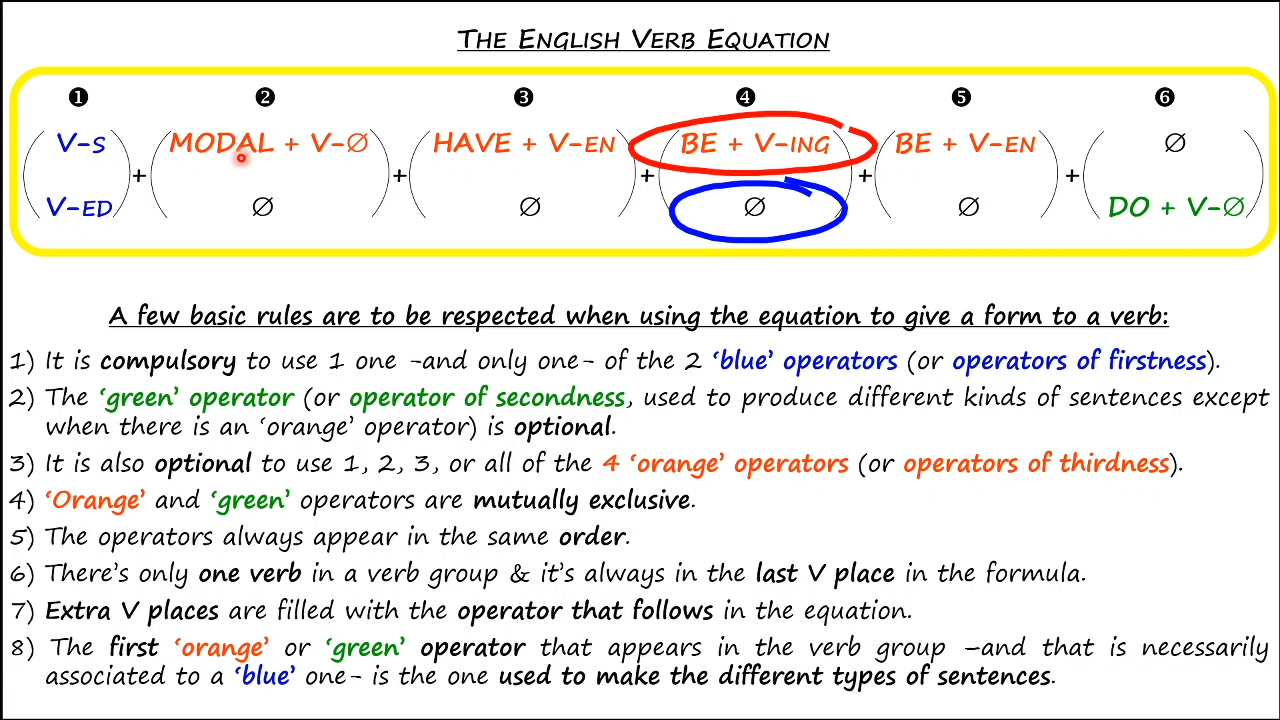 THE ENGLISH VERB EQUATION
❶ ❷ ❸ ❹ ❺ ❻
V-S MODAL + V-Ø HAVE + V-EN BE + V-ING BE + V-EN Ø
+ + + + +
V-ED Ø Ø Ø Ø DO + V-Ø
A few basic rules are to be respected when using the equation to give a form to a verb:
1) It is compulsory to use 1 one -and only one- of the 2 ‘blue’ operators (or operators of firstness).
2) The ‘green’ operator (or operator of secondness, used to produce different kinds of sentences except
when there is an ‘orange’ operator) is optional.
3) It is also optional to use 1, 2, 3, or all of the 4 ‘orange’ operators (or operators of thirdness).
4) ‘Orange’ and ‘green’ operators are mutually exclusive.
5) The operators always appear in the same order.
6) There’s only one verb in a verb group & it’s always in the last V place in the formula.
7) Extra V places are filled with the operator that follows in the equation.
8) The first ‘orange’ or ‘green’ operator that appears in the verb group –and that is necessarily
associated to a ‘blue’ one- is the one used to make the different types of sentences.